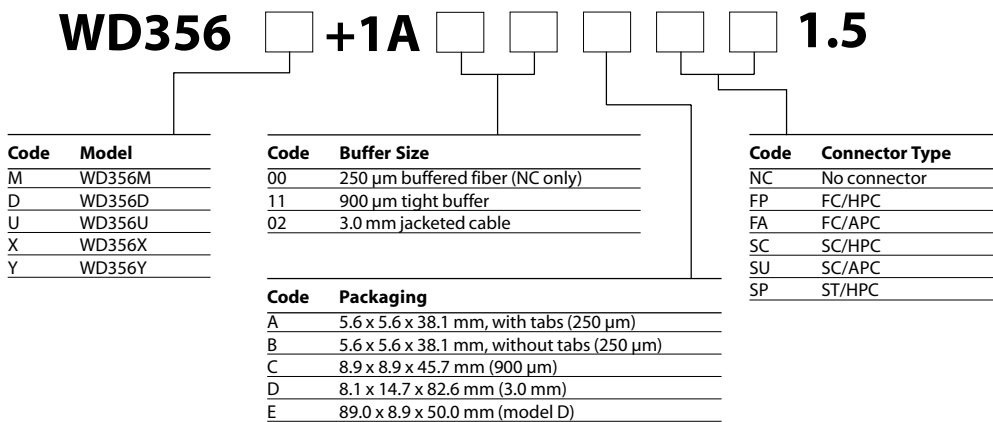 WD356 +1A 1.5
Code Model
M WD356M
D WD356D
U WD356U
X WD356X
Y WD356Y
Code Buffer Size
00 250 µm buffered fiber (NC only)
11 900 µm tight buffer
02 3.0 mm jacketed cable
Code Packaging
A 5.6 x 5.6 x 38.1 mm, with tabs (250 µm)
B 5.6 x 5.6 x 38.1 mm, without tabs (250 µm)
C 8.9 x 8.9 x 45.7 mm (900 µm)
D 8.1 x 14.7 x 82.6 mm (3.0 mm)
E 89.0 x 8.9 x 50.0 mm (model D)
Code Connector Type
NC No connector
FP FC/HPC
FA FC/APC
SC SC/HPC
SU SC/APC
SP ST/HPC